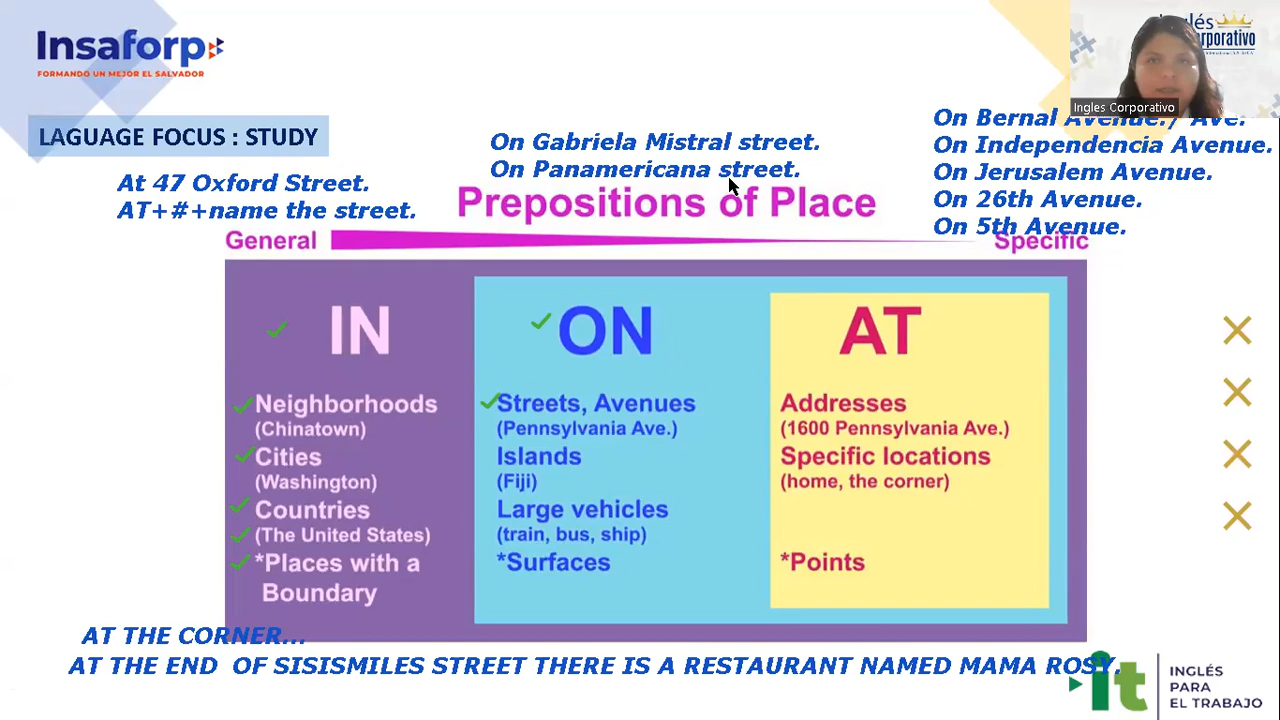 Insaforp
FORMANDO UN MEJOR EL SALVADOR
Inglés
Corporativo
Ingles Corporativo
LAGUAGE FOCUS : STUDY
At 47 Oxford Street.
AT+#+name the street.
On Gabriela Mistral street.
On Panamericana street.
On Bernal Avenue./ Ave.
On Independencia Avenue.
On Jerusalem Avenue.
On 26th Avenue.
On 5th Avenue.
Prepositions of Place
General
Specific
IN
Neighborhoods
(Chinatown)
Cities
(Washington)
Countries
(The United States)
*Places with a
Boundary
ON
Streets, Avenues
(Pennsylvania Ave.)
Islands
(Fiji)
Large vehicles
(train, bus, ship)
*Surfaces
AT
Addresses
(1600 Pennsylvania Ave.)
Specific locations
(home, the corner)
*Points
AT THE CORNER...
AT THE END OF SISISMILES STREET THERE IS A RESTAURANT NAMED MAMA ROSY.
it
INGLÉS
PARA
EL TRABAJO